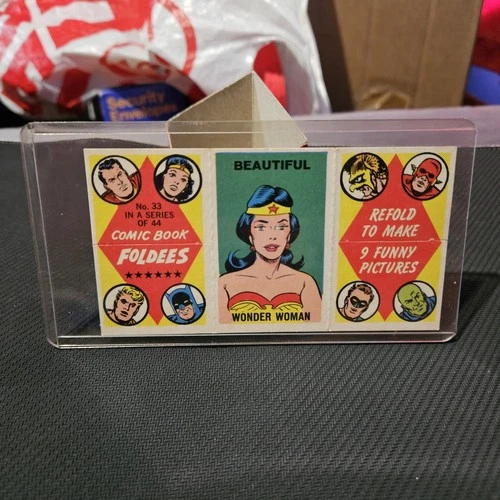 Security
Envelopes
No. 33
IN A SERIES
OF 44
COMIC BOOK
FOLDEES
BEAUTIFUL
WONDER WOMAN
REFOLD
TO MAKE
9 FUNNY
PICTURES